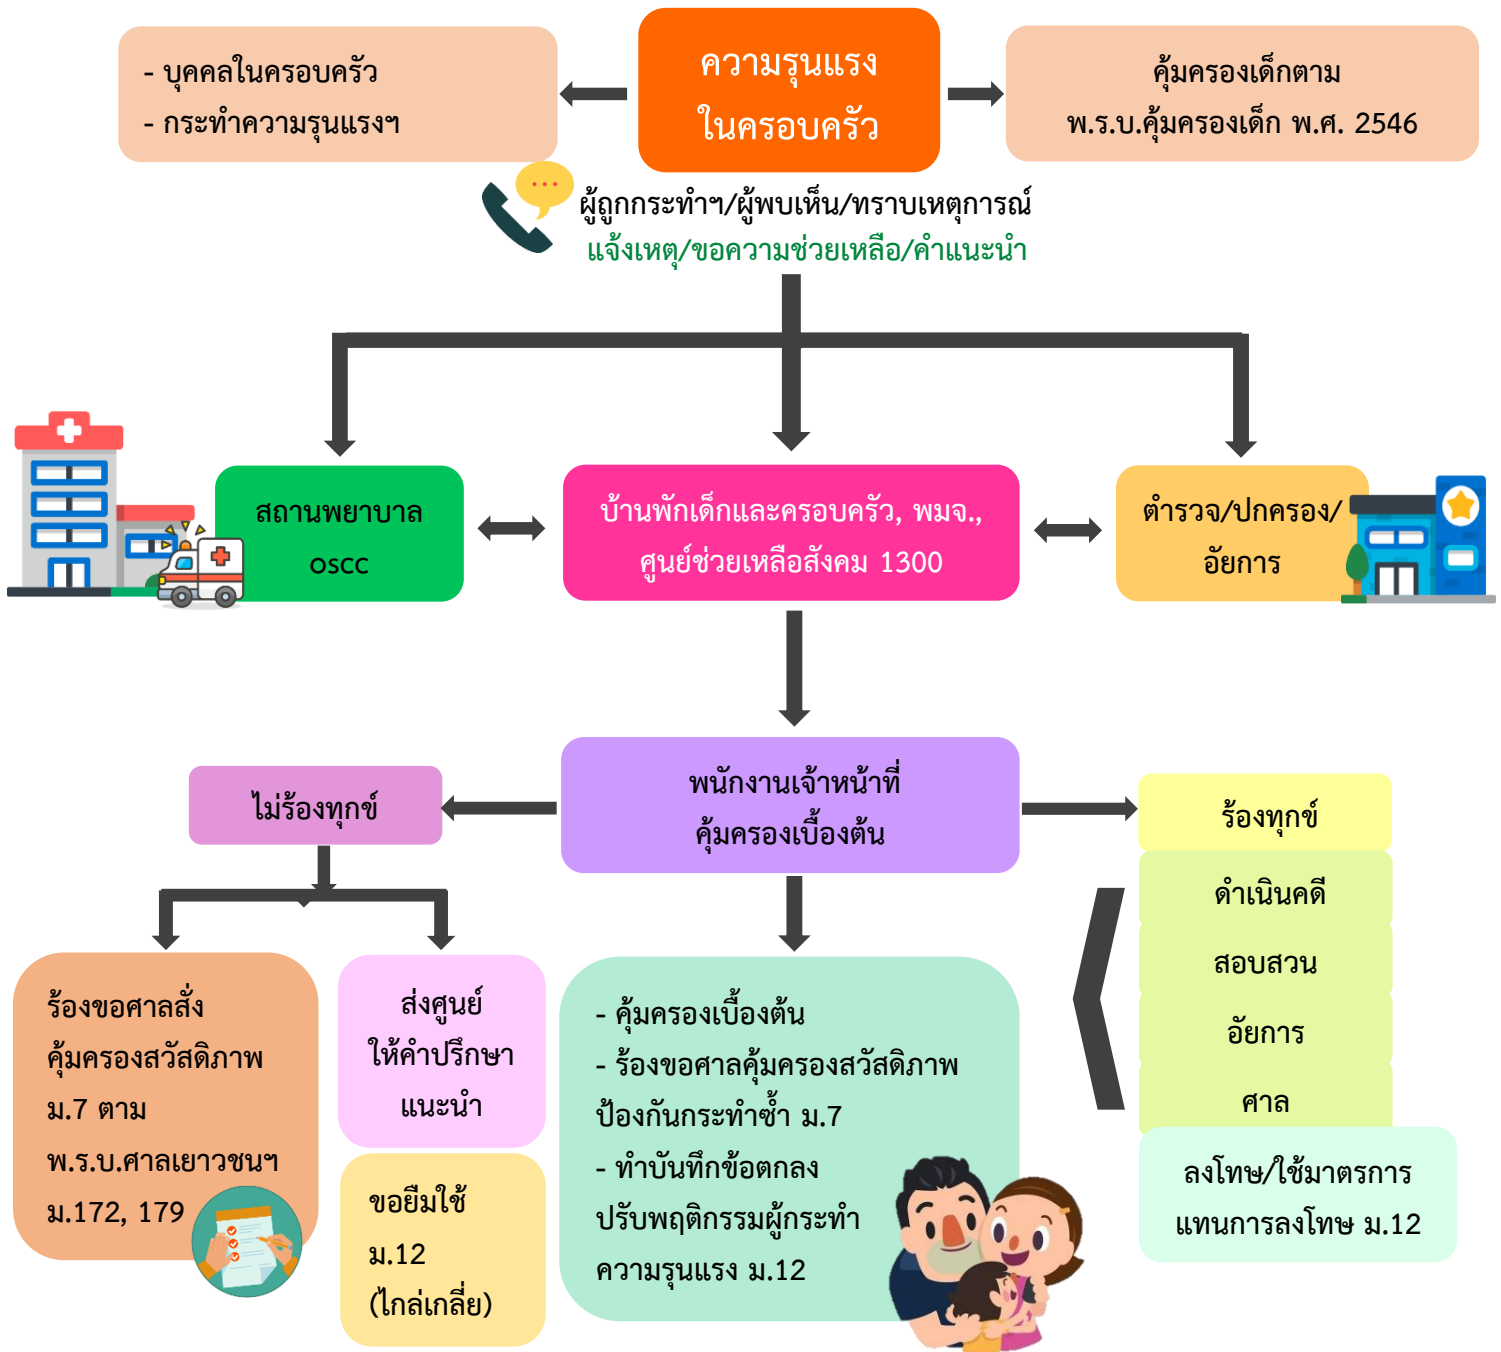 - บุคคลในครอบครัว
- กระทำความรุนแรงฯ
ความรุนแรง
ในครอบครัว
คุ้มครองเด็กตาม
พ.ร.บ.คุ้มครองเด็ก พ.ศ. 2546
ผู้ถูกกระทำฯ/ผู้พบเห็น/ทราบเหตุการณ์
แจ้งเหตุ/ขอความช่วยเหลือ/คำแนะนำ
สถานพยาบาล
OSCC
บ้านพักเด็กและครอบครัว, พมจ.,
ศูนย์ช่วยเหลือสังคม 1300
ตำรวจ/ปกครอง/
อัยการ
ไม่ร้องทุกข์
พนักงานเจ้าหน้าที่
คุ้มครองเบื้องต้น
ร้องทุกข์
ดำเนินคดี
สอบสวน
อัยการ
ศาล
ลงโทษ/ใช้มาตรการ
แทนการลงโทษ ม.12
ร้องขอศาลสั่ง
คุ้มครองสวัสดิภาพ
ม.7 ตาม
พ.ร.บ.ศาลเยาวชนฯ
ม.172, 179
ส่งศูนย์
ให้คำปรึกษา
แนะนำ
ขอยืมใช้
ม.12
(ไกล่เกลี่ย)
- คุ้มครองเบื้องต้น
- ร้องขอศาลคุ้มครองสวัสดิภาพ
ป้องกันกระทำซ้ำ ม.7
- ทำบันทึกข้อตกลง
ปรับพฤติกรรมผู้กระทำ
ความรุนแรง ม.12